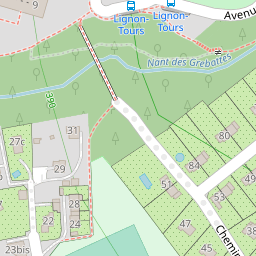 Lignon-
Tours
Lignon-
Tours
Avenu
Nant des Grebattes
390
27c
31
29
28
22
24
23bis
80
84
51
47
45
Chemin